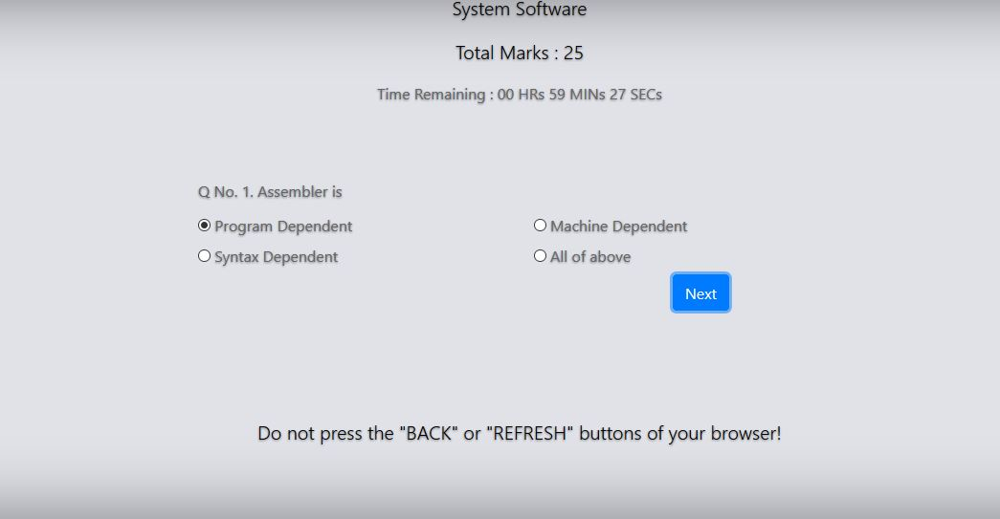 System Software
Total Marks : 25
Time Remaining : 00 HRs 59 MINs 27 SECs
Q No. 1. Assembler is
Program Dependent
Machine Dependent
Syntax Dependent
All of above
Next
Do not press the "BACK" or "REFRESH" buttons of your browser!